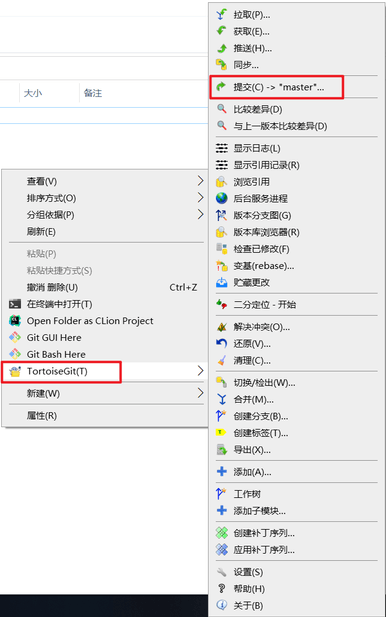 大小
备注
查看(V)
排序方式(O)
分组依据(P)
刷新(E)
粘贴(P)
粘贴快捷方式(S)
撤消 删除(U)
Ctrl+Z
在终端中打开(T)
Open Folder as CLion Project
Git GUI Here
Git Bash Here
TortoiseGit(T)
新建(W)
属性(R)
拉取(P)...
获取(E)...
推送(H)...
同步...
提交(C) -> "master"...
比较差异(D)
与上一版本比较差异(D)
显示日志(L)
显示引用记录(R)
浏览引用
后台服务进程
版本分支图(G)
版本库浏览器(R)
检查已修改(F)
变基(rebase)...
贮藏更改
二分定位 - 开始
解决冲突(O)...
还原(V)...
清理(C)...
切换/检出(W)...
合并(M)...
创建分支(B)...
创建标签(T)...
导出(X)...
添加(A)...
工作树
添加子模块...
创建补丁序列...
应用补丁序列...
设置(S)
帮助(H)
关于(B)